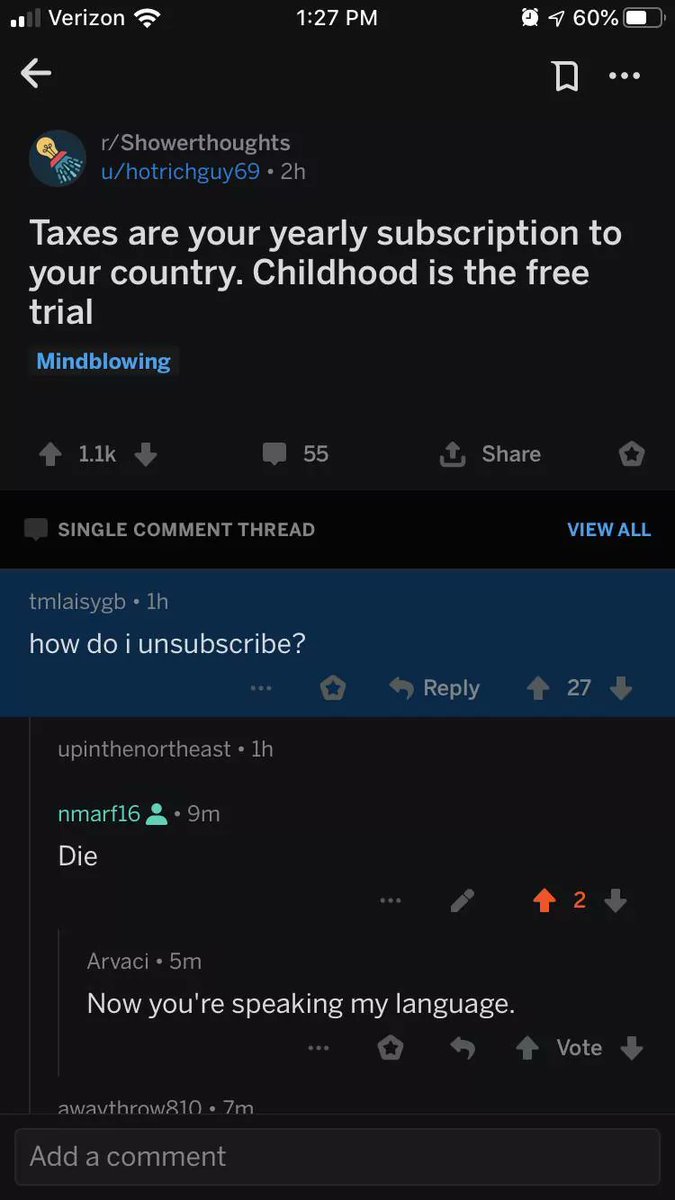 Verizon 1:27 PM 60%
r/Showerthoughts
u/hotrichguy69 • 2h
Taxes are your yearly subscription to
your country. Childhood is the free
trial
Mindblowing
1.1k 55 Share
SINGLE COMMENT THREAD VIEW ALL
tmlaisygb • 1h
how do i unsubscribe?
Reply 27
upinthenortheast • 1h
nmarf16 • 9m
Die
2
Arvaci • 5m
Now you're speaking my language.
Vote
awaythrow810 • 7m
Add a comment